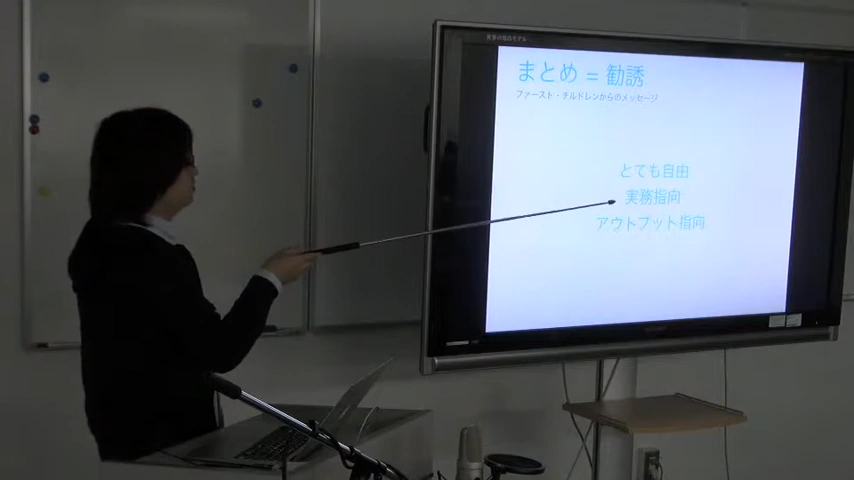 まとめ = 勧誘
ファースト・チルドレンからのメッセージ
とても自由
実務指向
アウトプット指向